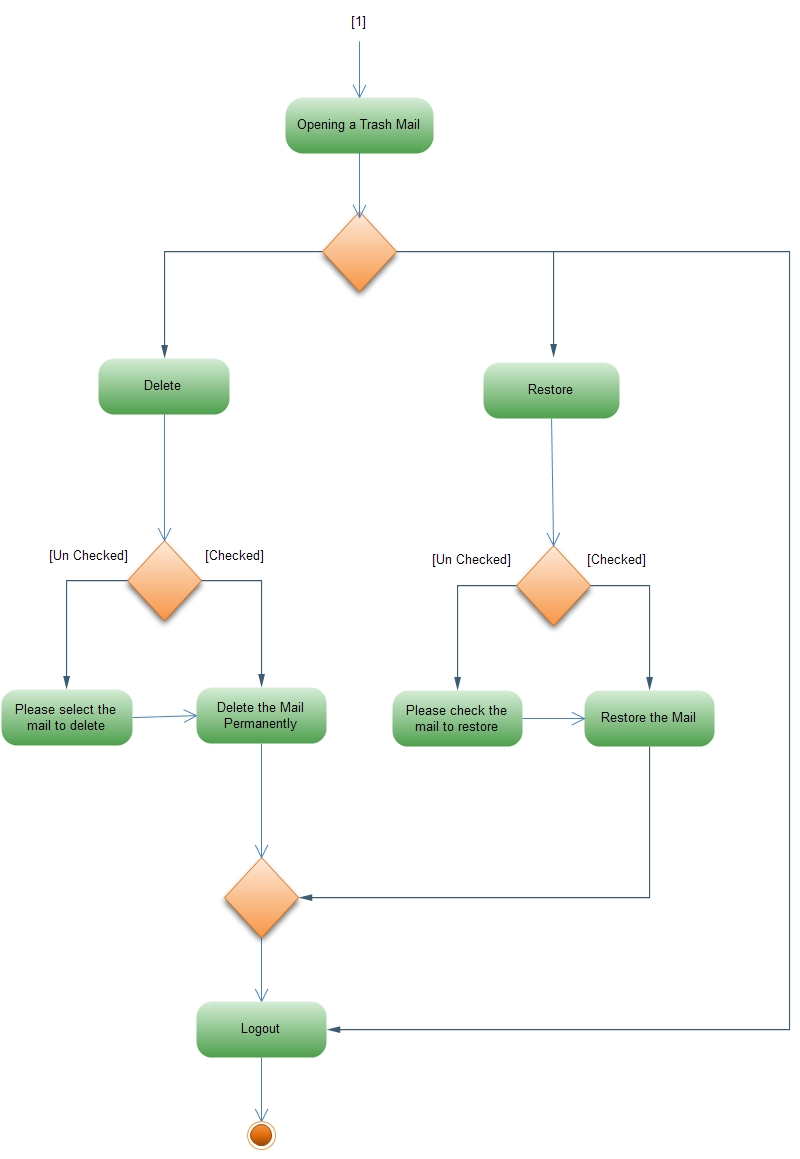 [1]
Opening a Trash Mail
Delete
Restore
[Un Checked]
[Checked]
[Un Checked]
[Checked]
Please select the
mail to delete
Delete the Mail
Permanently
Please check the
mail to restore
Restore the Mail
Logout